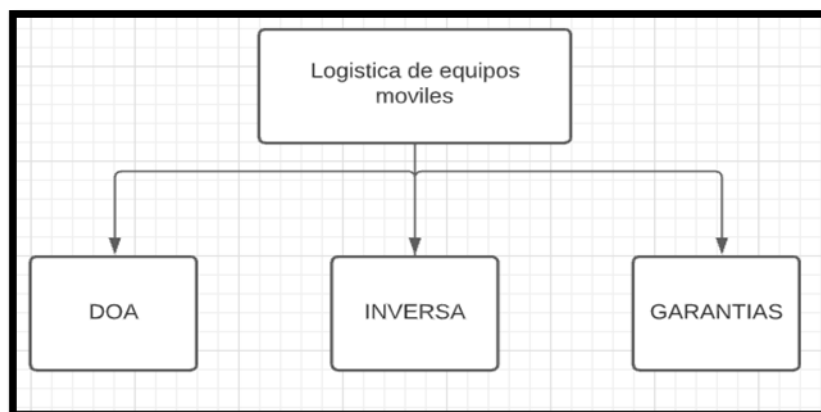 Logistica de equipos
moviles
DOA
INVERSA
GARANTIAS